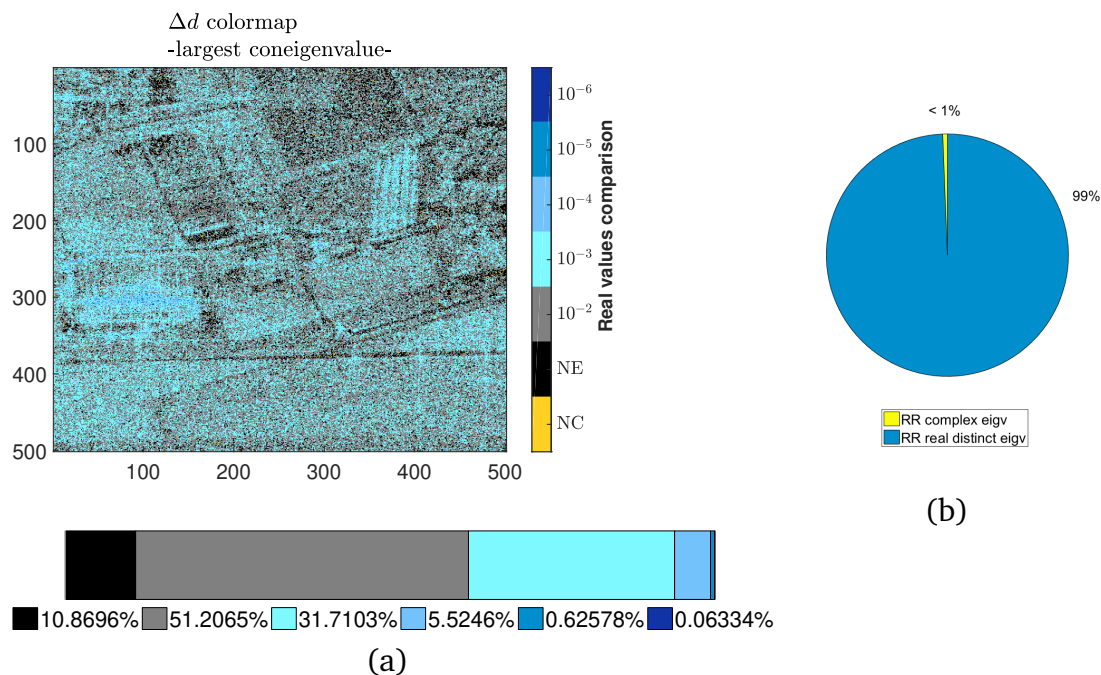 Δd colormap
-largest coneigenvalue-
100
200
300
400
500
100 200 300 400 500
10^{-6}
10^{-5}
10^{-4}
10^{-3}
10^{-2}
NE
NC
Real values comparison
10.8696% 51.2065% 31.7103% 5.5246% 0.62578% 0.06334%
(a)
< 1%
99%
RR complex eigv
RR real distinct eigv
(b)